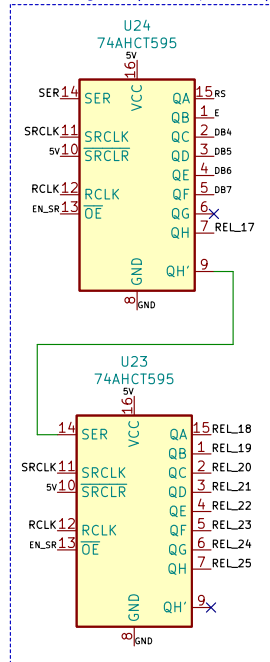 U24
74AHCT595
5V
16
VCC
SER 14 SER QA 15 RS
QB 1 E
SRCLK 11 SRCLK QC 2 DB4
5V 10 SRCLR QD 3 DB5
QE 4 DB6
RCLK 12 RCLK QF 5 DB7
EN_SR 13 OE QG 6
QH 7 REL_17
QH' 9
GND
8 GND
U23
74AHCT595
5V
16
VCC
14 SER QA 15 REL_18
QB 1 REL_19
SRCLK 11 SRCLK QC 2 REL_20
5V 10 SRCLR QD 3 REL_21
QE 4 REL_22
RCLK 12 RCLK QF 5 REL_23
EN_SR 13 OE QG 6 REL_24
QH 7 REL_25
QH' 9
GND
8 GND